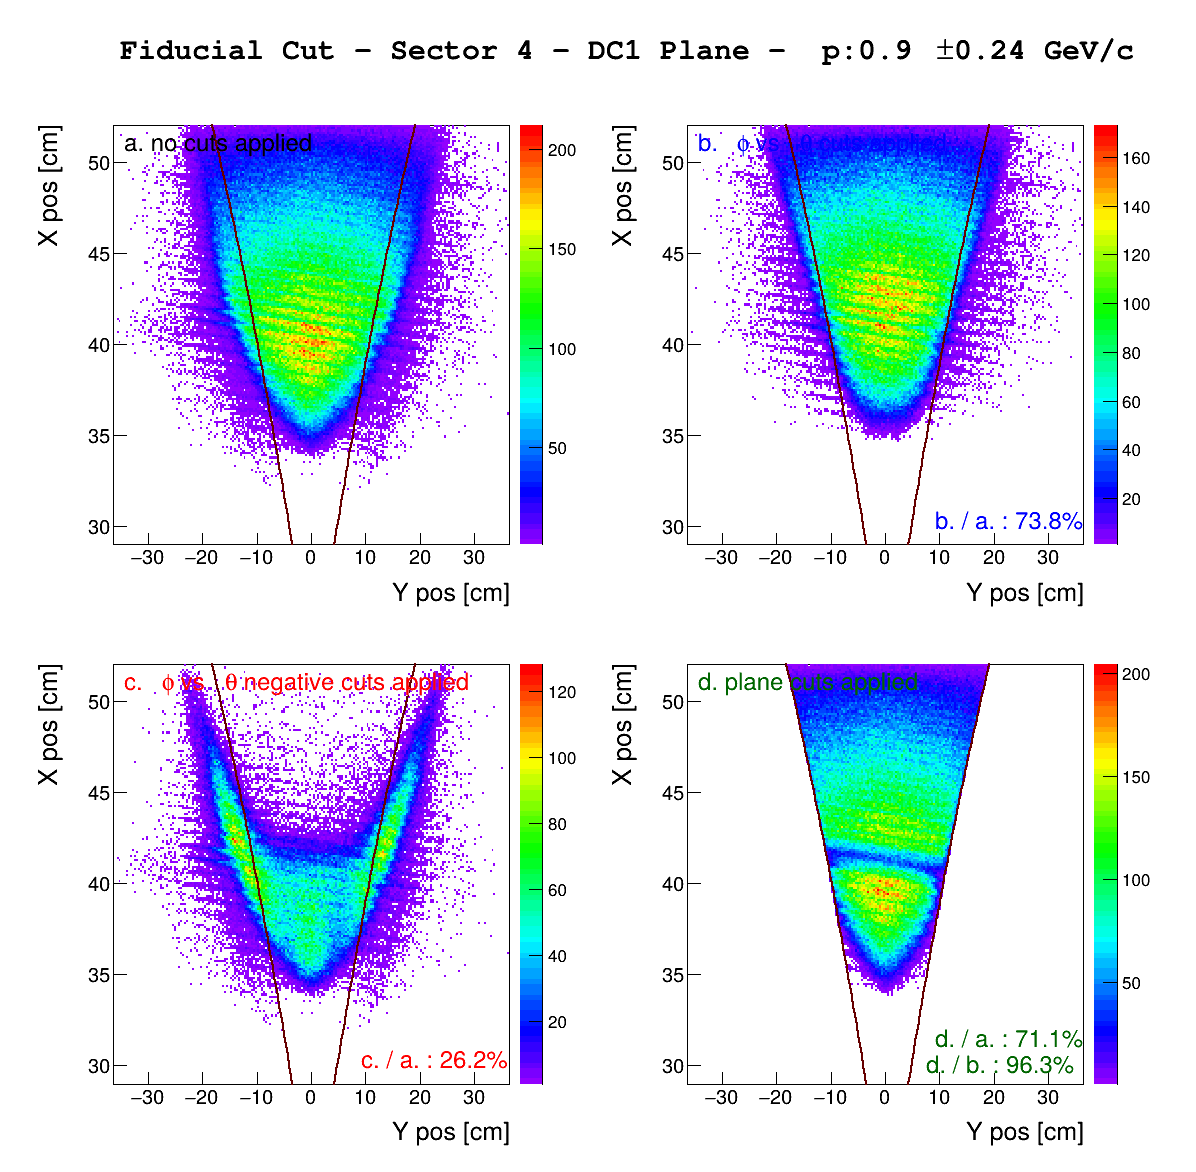 Fiducial Cut – Sector 4 – DC1 Plane – p:0.9 ±0.24 GeV/c
X pos [cm]
a. no cuts applied
50
45
40
35
30
−30 −20 −10 0 10 20 30
Y pos [cm]
200
150
100
50
X pos [cm]
b. ϕ vs. θ cuts applied
50
45
40
35
30
b. / a. : 73.8%
−30 −20 −10 0 10 20 30
Y pos [cm]
160
140
120
100
80
60
40
20
X pos [cm]
c. ϕ vs. θ negative cuts applied
50
45
40
35
30
c. / a. : 26.2%
−30 −20 −10 0 10 20 30
Y pos [cm]
120
100
80
60
40
20
X pos [cm]
d. plane cuts applied
50
45
40
35
30
d. / a. : 71.1%
d. / b. : 96.3%
−30 −20 −10 0 10 20 30
Y pos [cm]
200
150
100
50